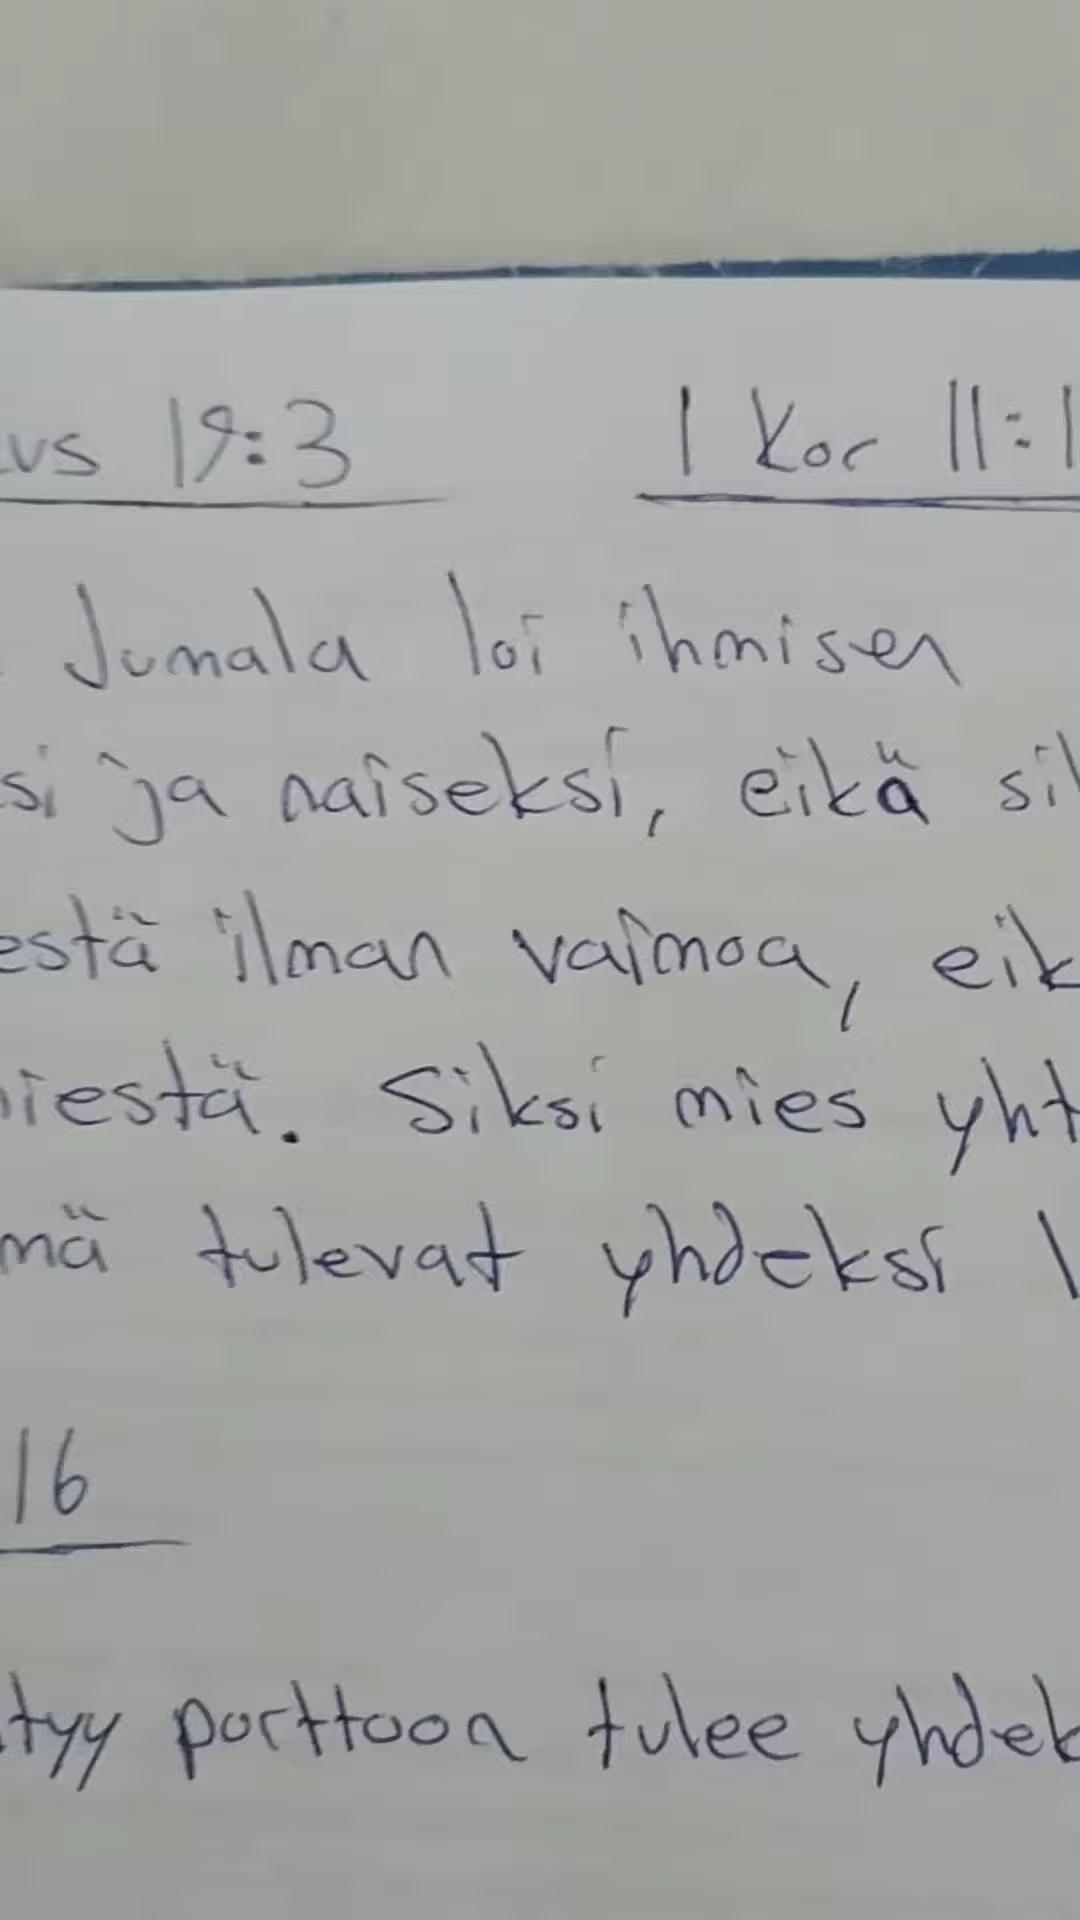 vs 19:3 1 Kor 11:1
Jumala loi ihmisen
si ja naiseksi, eikä sil
estä ilman vaimoa, eik
iestä. Siksi mies yht
mä tulevat yhdeksi l
16
tyy porttoon tulee yhdek